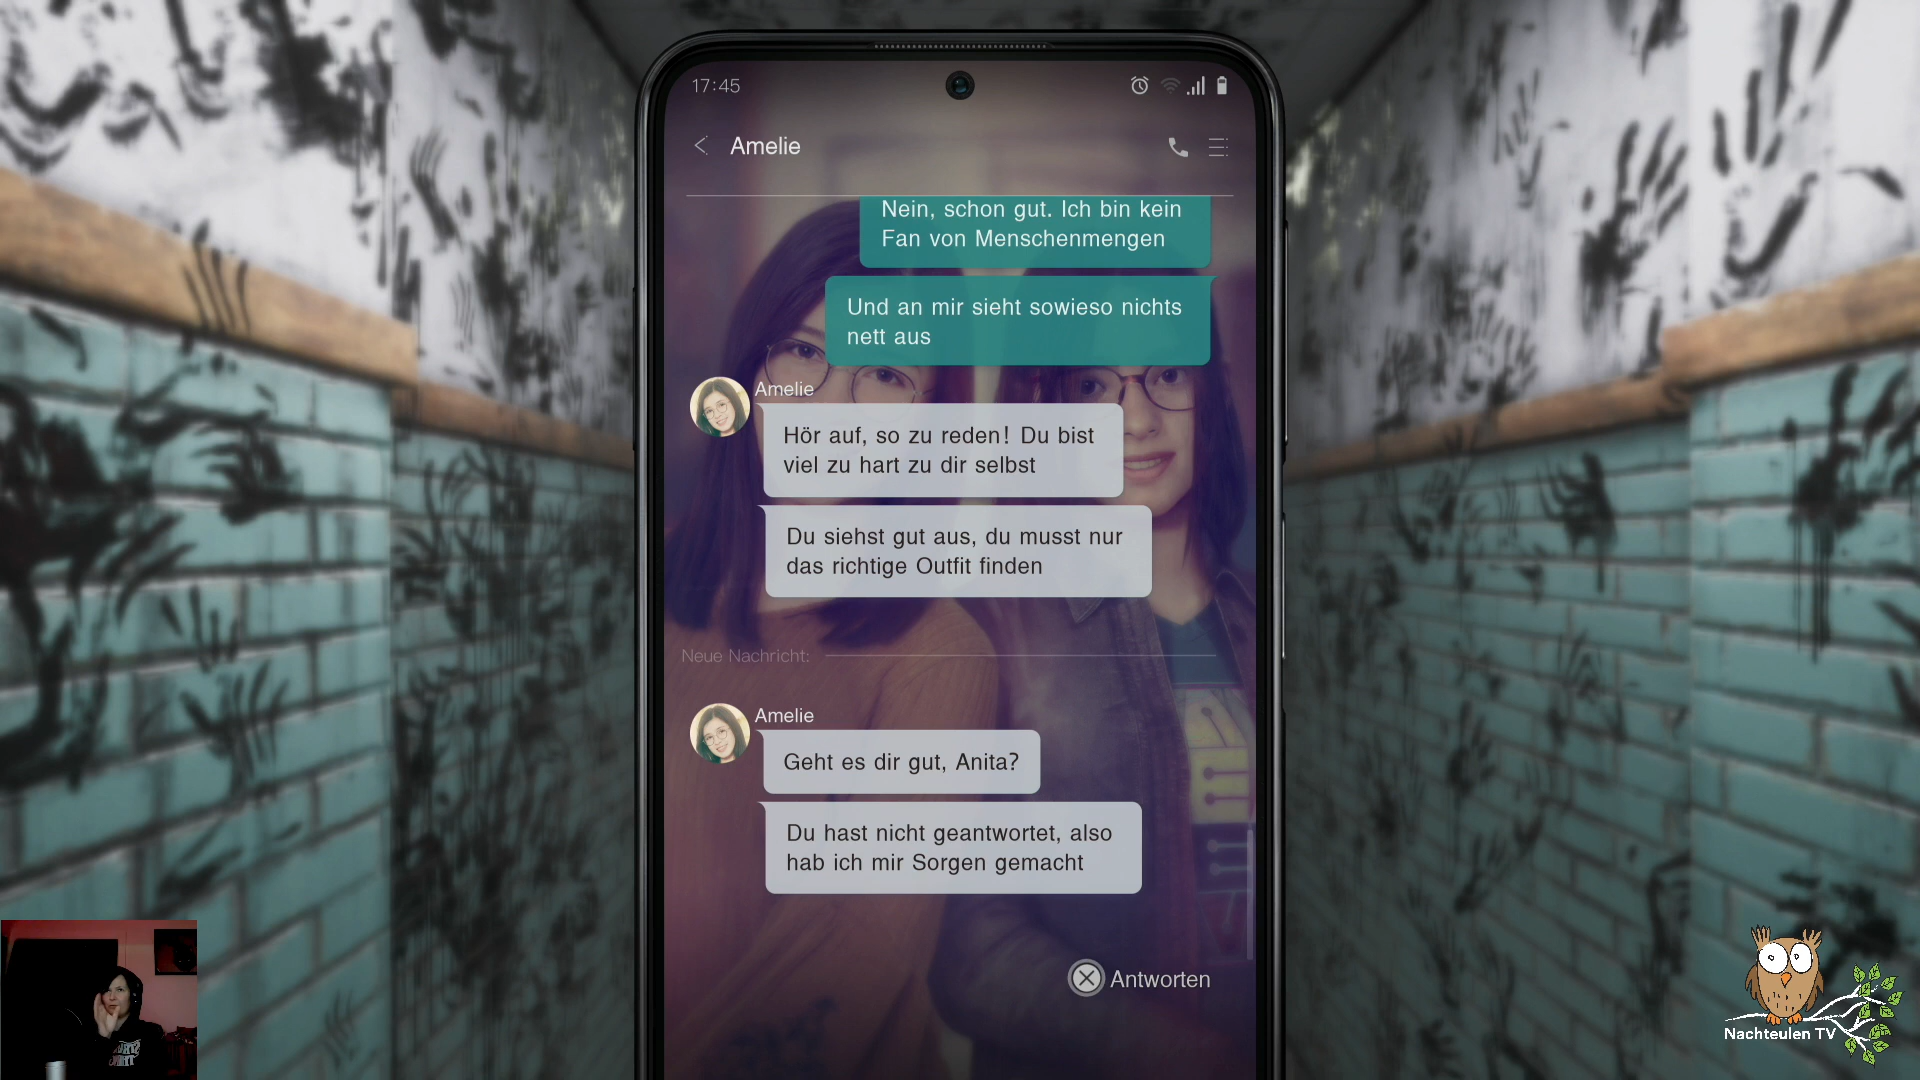 17:45
Amelie
Nein, schon gut. Ich bin kein
Fan von Menschenmengen
Und an mir sieht sowieso nichts
nett aus
Amelie
Hör auf, so zu reden! Du bist
viel zu hart zu dir selbst
Du siehst gut aus, du musst nur
das richtige Outfit finden
Neue Nachricht:
Amelie
Geht es dir gut, Anita?
Du hast nicht geantwortet, also
hab ich mir Sorgen gemacht
Antworten
Nachteulen TV